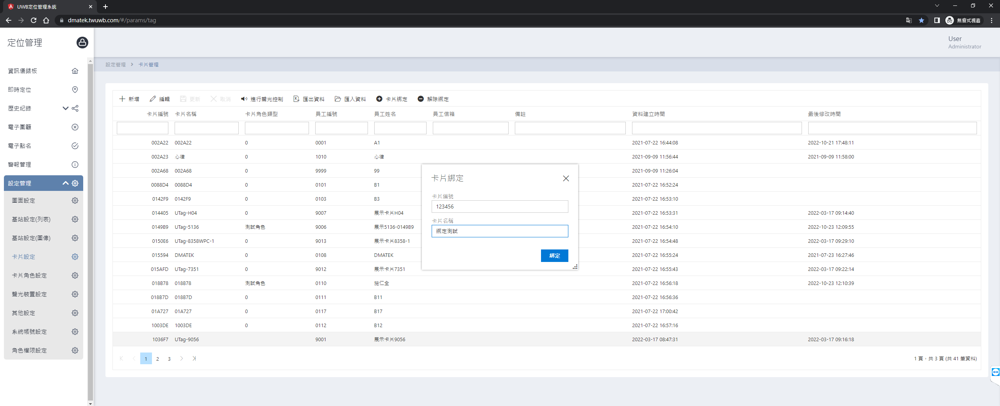 UWB定位管理系統
dmatek.twuwb.com/#/params/tag
無痕式視窗
定位管理
User
Administrator
設定管理 > 卡片管理
資訊儀錶板
即時定位
歷史紀錄
電子圍籬
電子點名
警報管理
設定管理
圖面設定
基站設定(列表)
基站設定(圖像)
卡片設定
卡片角色設定
聲光裝置設定
其他設定
系統帳號設定
角色權限設定
新增 編輯 更新 取消 進行聲光控制 匯出資料 匯入資料 卡片綁定 解除綁定
卡片編號 卡片名稱 卡片角色類型 員工編號 員工姓名 員工信箱 備註 資料建立時間 最後修改時間
002A22 002A22 0 0001 A1 2021-07-22 16:44:08 2022-10-21 17:48:11
002A23 心律 0 1010 心律 2021-09-09 11:56:44 2021-09-09 11:58:00
002A68 002A68 0 9999 99 2021-09-09 11:26:04
0088D4 0088D4 0 0101 B1 2021-07-22 16:52:24
0142F9 0142F9 0 0103 B3 2021-07-22 16:53:10
014405 UTag-H04 0 9007 展示卡片H04 2021-07-22 16:53:31 2022-03-17 09:14:40
0149B9 UTag-5136 測試角色 9006 展示5136-0149B9 2021-07-22 16:54:10 2022-10-23 12:09:55
0150E6 UTag-8358WPC-1 0 9013 展示卡片8358-1 2021-07-22 16:54:48 2022-03-17 09:29:10
015594 DMATEK 0 0108 DMATEK 2021-07-22 16:55:24 2021-07-23 16:27:46
015AFD UTag-7351 0 9012 展示卡片7351 2021-07-22 16:55:43 2022-03-17 09:22:14
018B78 018B78 測試角色 0110 施仁全 2021-07-22 16:56:18 2022-10-23 12:10:39
018B7D 018B7D 0 0111 B11 2021-07-22 16:56:36
01A727 01A727 0 0117 B17 2021-07-22 17:00:42
1003DE 1003DE 0 0112 B12 2021-07-22 16:57:16
1036F7 UTag-9056 9001 展示卡片9056 2022-03-17 08:47:31 2022-03-17 09:16:18
1 2 3
1 頁，共 3 頁 (共 41 筆資料)
卡片綁定
卡片編號
123456
卡片名稱
綁定測試
綁定